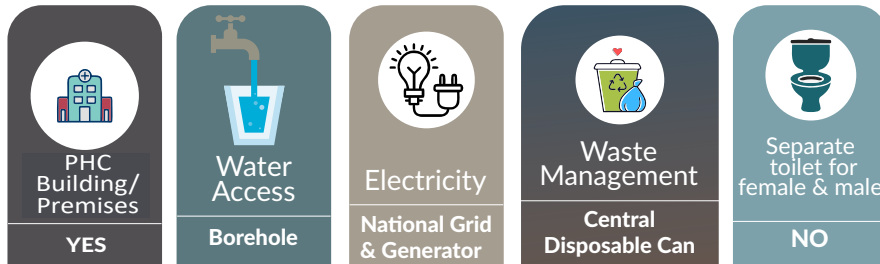 PHC
Building/
Premises
YES
Water
Access
Borehole
Electricity
National Grid
& Generator
Waste
Management
Central
Disposable Can
Separate
toilet for
female & male
NO